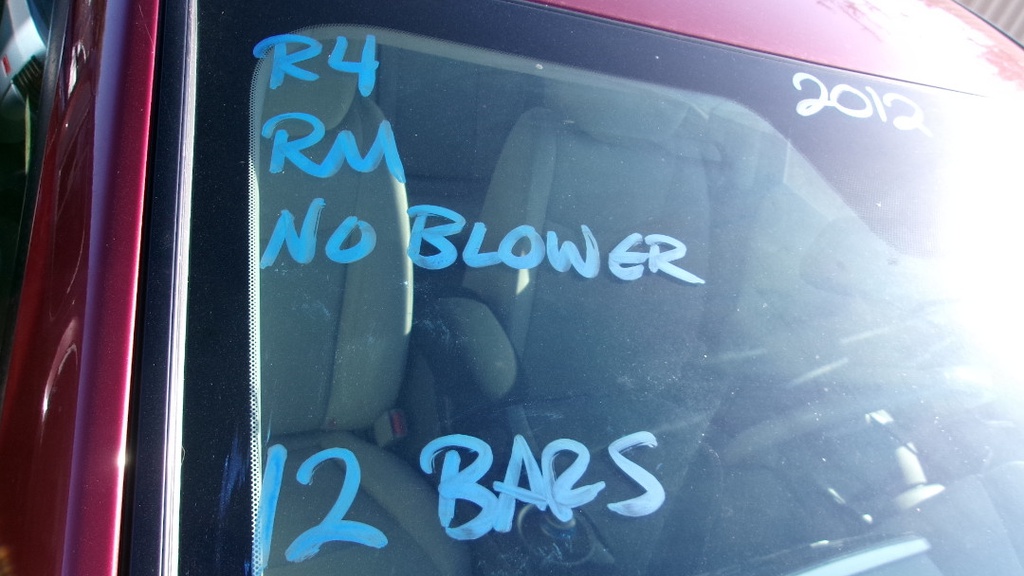 R4
2012
RM
NO BLOWER
12 BARS